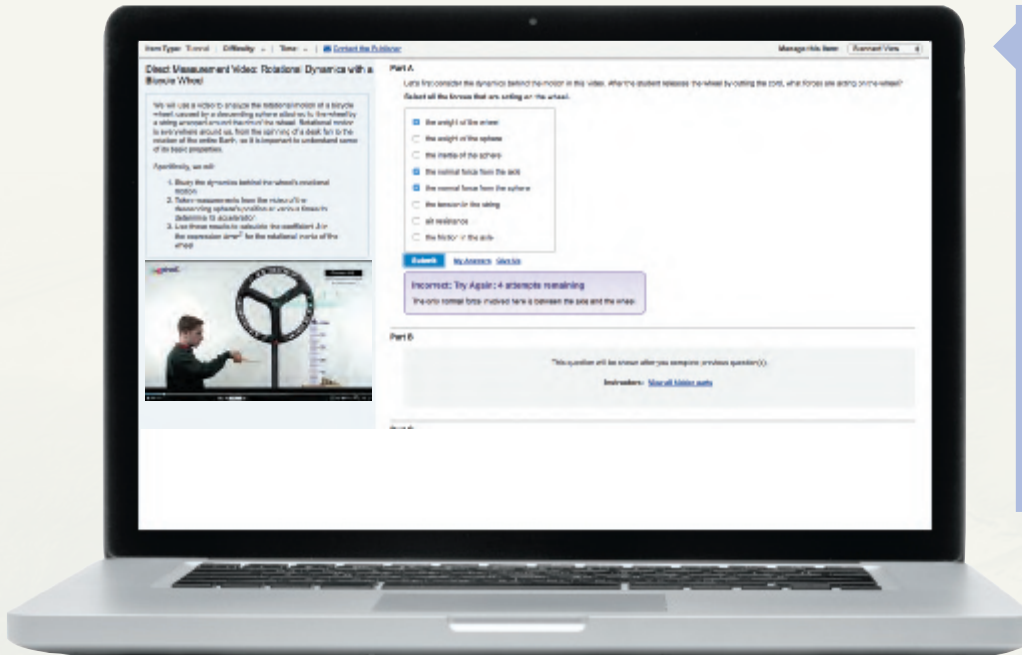 Item Type: Tutorial | Difficulty: -- | Time: -- | Contact the Publisher
Manage this Item: Standard View
Direct Measurement Video: Rotational Dynamics with a
Bicycle Wheel
We will use a video to analyze the rotational motion of a bicycle
wheel caused by a descending sphere attached to the wheel by
a string wrapped around the rim of the wheel. Rotational motion
is everywhere around us, from the spinning of a desk fan to the
rotation of the entire Earth, so it is important to understand some
of its basic properties.
Specifically, we will:
1. Study the dynamics behind the wheel's rotational
motion
2. Take measurements from the video of the
descending sphere's position at various times to
determine its acceleration
3. Use these results to calculate the coefficient
the expression for the rotational inertia of the
wheel
Part A
Let's first consider the dynamics behind the motion in this video. After the student releases the wheel by cutting the cord, what forces are acting on the wheel?
Select all the forces that are acting on the wheel.
the weight of the wheel
the weight of the sphere
the inertia of the sphere
the normal force from the axle
the normal force from the sphere
the tension in the string
air resistance
the friction in the axle
Submit My Answers Give Up
Incorrect; Try Again; 4 attempts remaining
The only normal force involved here is between the axle and the wheel.
Part B
This question will be shown after you complete previous question(s).
Instructors: View all hidden parts